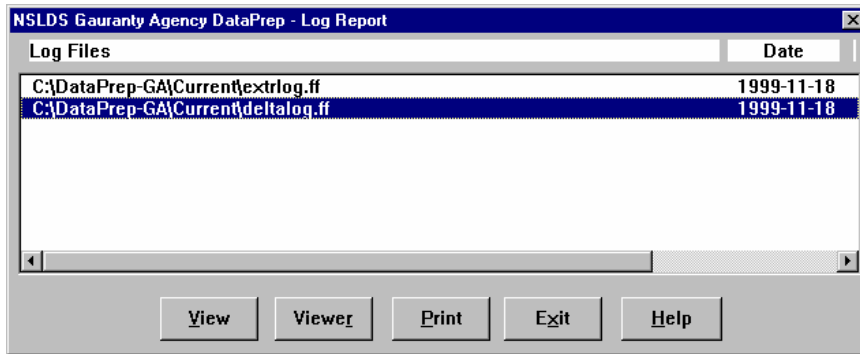 NSLDS Gauranty Agency DataPrep - Log Report
Log Files Date
C:\DataPrep-GA\Current\extrlog.ff 1999-11-18
C:\DataPrep-GA\Current\deltalog.ff 1999-11-18
View Viewer Print Exit Help